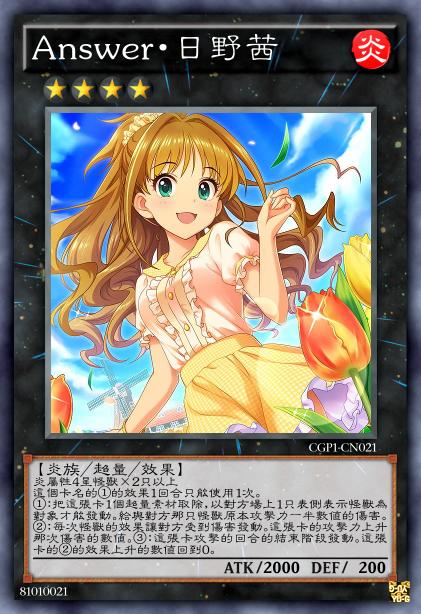 Answer・日野茜
炎
CGP1-CN021
【炎族／超量／效果】
炎屬性4星怪獸×2只以上
這個卡名的①的效果1回合只能使用1次。
①:把這張卡1個超量素材取除,以對方場上1只表側表示怪獸為
對象才能發動。給與對方那只怪獸原本攻擊力一半數值的傷害。
②:每次怪獸的效果讓對方受到傷害發動。這張卡的攻擊力上升
那次傷害的數值。③:這張卡攻擊的回合的結束階段發動。這張
卡的②的效果上升的數值回到0。
ATK/2000 DEF/ 200
81010021